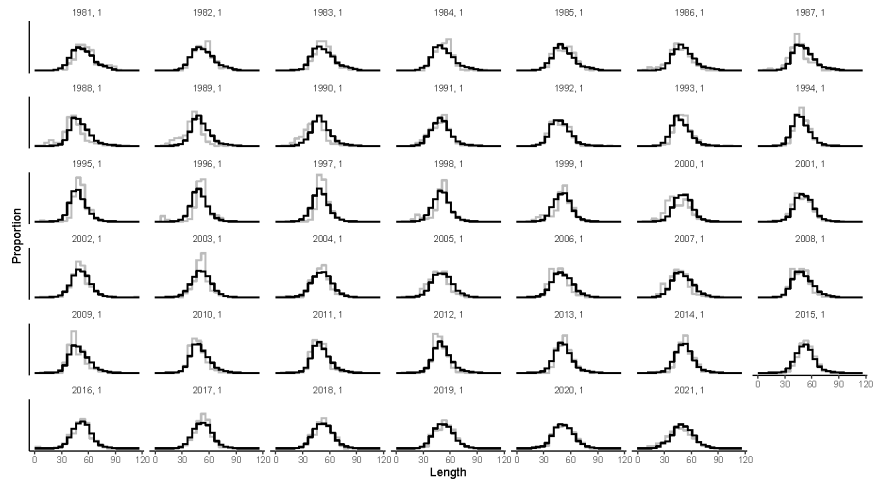 1981, 1 1982, 1 1983, 1 1984, 1 1985, 1 1986, 1 1987, 1
1988, 1 1989, 1 1990, 1 1991, 1 1992, 1 1993, 1 1994, 1
1995, 1 1996, 1 1997, 1 1998, 1 1999, 1 2000, 1 2001, 1
Proportion
2002, 1 2003, 1 2004, 1 2005, 1 2006, 1 2007, 1 2008, 1
2009, 1 2010, 1 2011, 1 2012, 1 2013, 1 2014, 1 2015, 1
0 30 60 90 120
2016, 1 2017, 1 2018, 1 2019, 1 2020, 1 2021, 1
0 30 60 90 120 0 30 60 90 120 0 30 60 90 120 0 30 60 90 120 0 30 60 90 120 0 30 60 90 120
Length